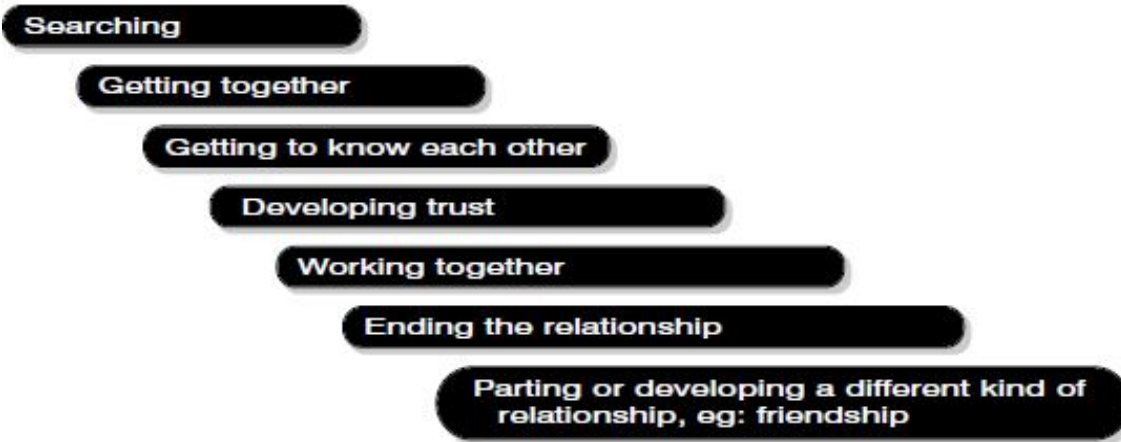 Searching
Getting together
Getting to know each other
Developing trust
Working together
Ending the relationship
Parting or developing a different kind of
relationship, eg: friendship